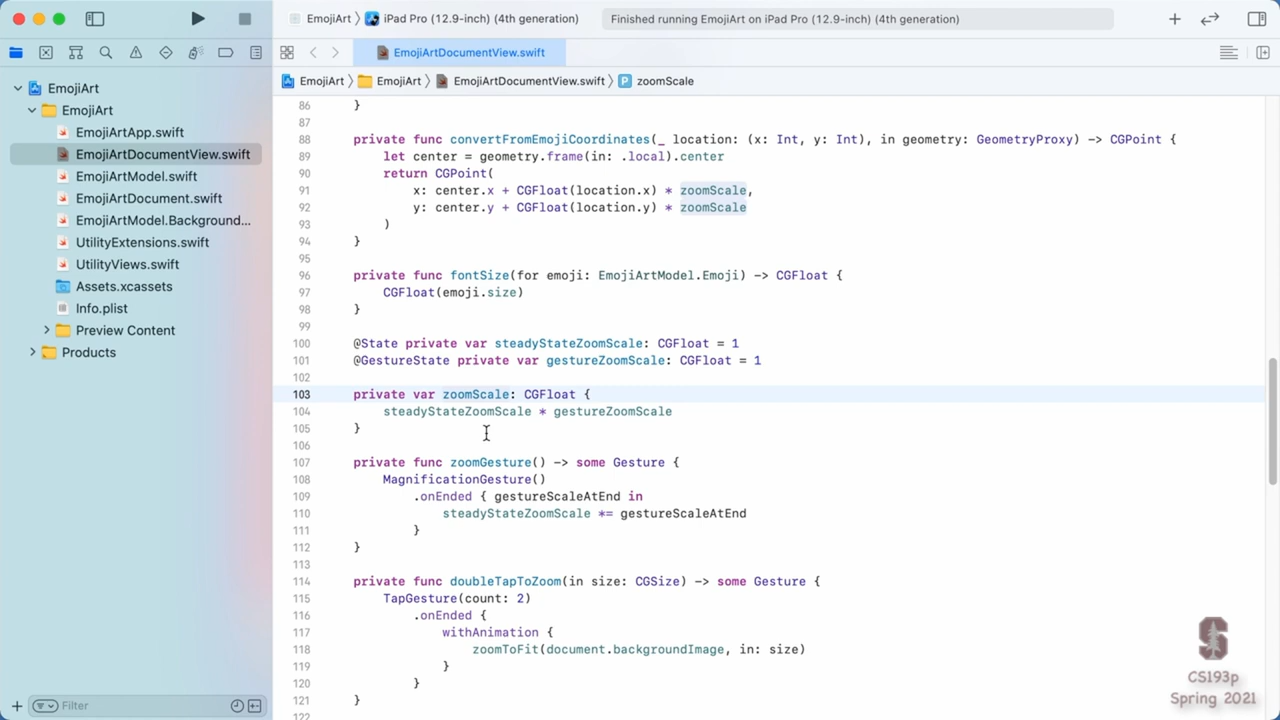 EmojiArt
iPad Pro (12.9-inch) (4th generation)
Finished running EmojiArt on iPad Pro (12.9-inch) (4th generation)
EmojiArtDocumentView.swift
EmojiArt
EmojiArt
EmojiArtDocumentView.swift
P zoomScale
EmojiArt
EmojiArt
EmojiArtApp.swift
EmojiArtDocumentView.swift
EmojiArtModel.swift
EmojiArtDocument.swift
EmojiArtModel.Background...
UtilityExtensions.swift
UtilityViews.swift
Assets.xcassets
Info.plist
Preview Content
Products
Filter
86 }
87
88 private func convertFromEmojiCoordinates(_ location: (x: Int, y: Int), in geometry: GeometryProxy) -> CGPoint {
89 let center = geometry.frame(in: .local).center
90 return CGPoint(
91 x: center.x + CGFloat(location.x) * zoomScale,
92 y: center.y + CGFloat(location.y) * zoomScale
93 )
94 }
95
96 private func fontSize(for emoji: EmojiArtModel.Emoji) -> CGFloat {
97 CGFloat(emoji.size)
98 }
99
100 @State private var steadyStateZoomScale: CGFloat = 1
101 @GestureState private var gestureZoomScale: CGFloat = 1
102
103 private var zoomScale: CGFloat {
104 steadyStateZoomScale * gestureZoomScale
105 }
106
107 private func zoomGesture() -> some Gesture {
108 MagnificationGesture()
109 .onEnded { gestureScaleAtEnd in
110 steadyStateZoomScale *= gestureScaleAtEnd
111 }
112 }
113
114 private func doubleTapToZoom(in size: CGSize) -> some Gesture {
115 TapGesture(count: 2)
116 .onEnded {
117 withAnimation {
118 zoomToFit(document.backgroundImage, in: size)
119 }
120 }
121 }
122
S
CS193p
Spring 2021